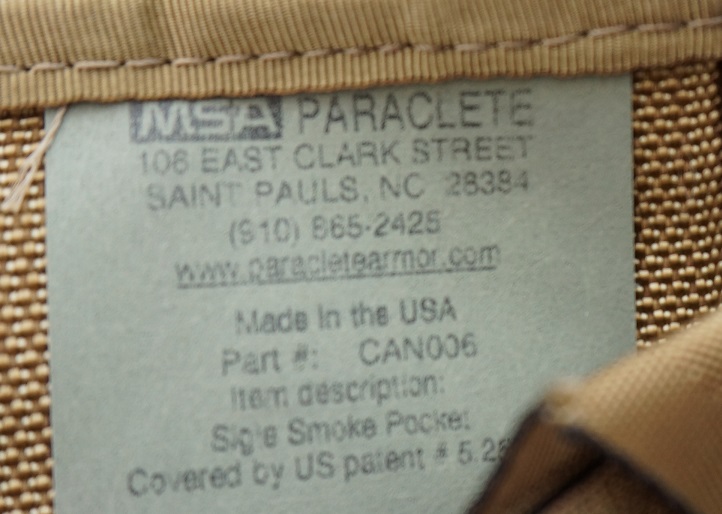 MSA PARACLETE
106 EAST CLARK STREET
SAINT PAULS, NC 28384
(910) 865-2425
www.paracletearmor.com
Made in the USA
Part #: CAN006
Item description:
Smoke Pocket
Covered by US patent # 5.2